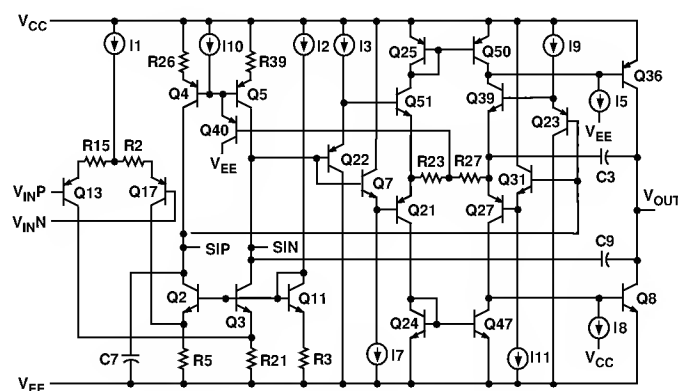 VCC
I1
I10
I2
I3
Q25
Q50
I9
R26
R39
Q36
Q4
Q5
Q51
Q39
I5
VEE
Q23
Q40
VEE
R15
R2
Q22
Q7
R23
R27
Q31
C3
VINP
Q13
Q17
VINN
Q21
Q27
VOUT
SIP
SIN
C9
Q2
Q3
Q11
Q24
Q47
Q8
C7
R5
R21
R3
I7
I11
I8
VCC
VEE